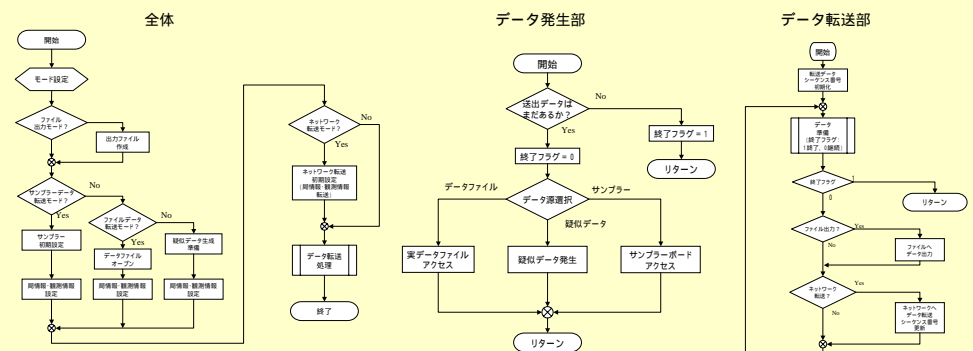 全体
開始
モード設定
ファイル
出力モード？
出力ファイル
作成
サンプラーデータ
転送モード？
No
Yes
サンプラー
初期設定
局情報・観測情報
設定
ファイルデータ
転送モード？
No
Yes
データファイル
オープン
局情報・観測情報
設定
疑似データ生成
準備
局情報・観測情報
設定
ネットワーク
転送モード？
No
Yes
ネットワーク転送
初期設定
（局情報・観測情報
転送）
データ転送
処理
終了
データ発生部
開始
送出データは
まだあるか？
No
Yes
終了フラグ = 1
リターン
終了フラグ = 0
データ源選択
データファイル
サンプラー
疑似データ
実データファイル
アクセス
疑似データ発生
サンプラーボード
アクセス
リターン
データ転送部
開始
転送データ
シーケンス番号
初期化
データ
準備
（終了フラグ：
1終了、0継続）
終了フラグ
1
0
リターン
ファイル出力？
Yes
No
ファイルへ
データ出力
ネットワーク
転送？
Yes
No
ネットワークへ
データ転送
シーケンス番号
更新